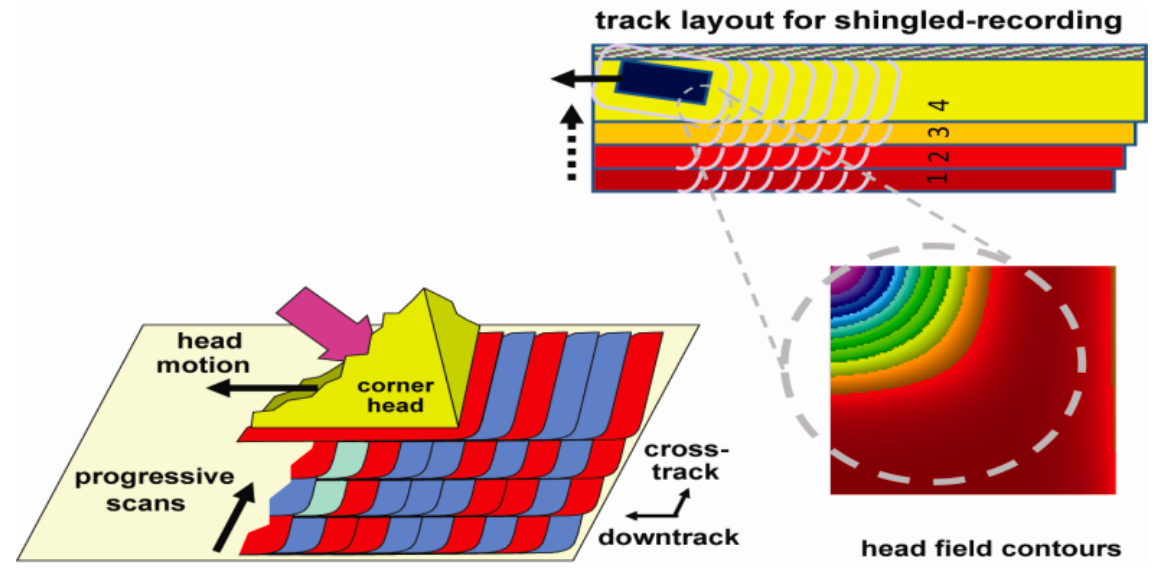 track layout for shingled-recording
4
3
2
1
head
motion
corner
head
progressive
scans
cross-
track
downtrack
head field contours